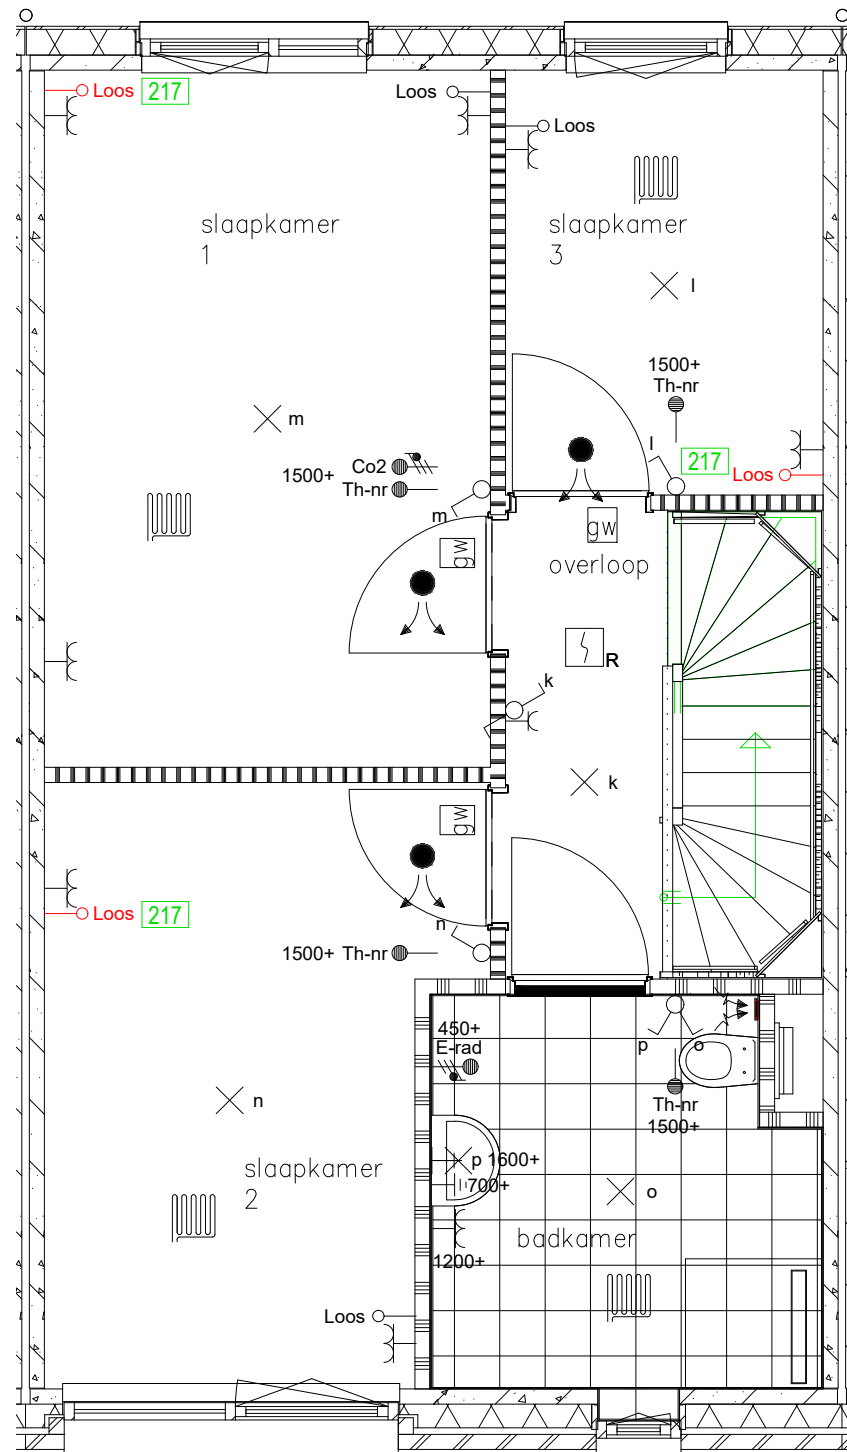 Loos 217
Loos
Loos
slaapkamer
1
slaapkamer
3
l
m
1500+
Th-nr
l
217
Loos
1500+ Co2
Th-nr
m
gw
gw
overloop
R
k
k
gw
Loos 217
n
1500+ Th-nr
450+
E-rad
p o
Th-nr
1500+
n
p 1600+
700+
slaapkamer
2
o
badkamer
1200+
Loos